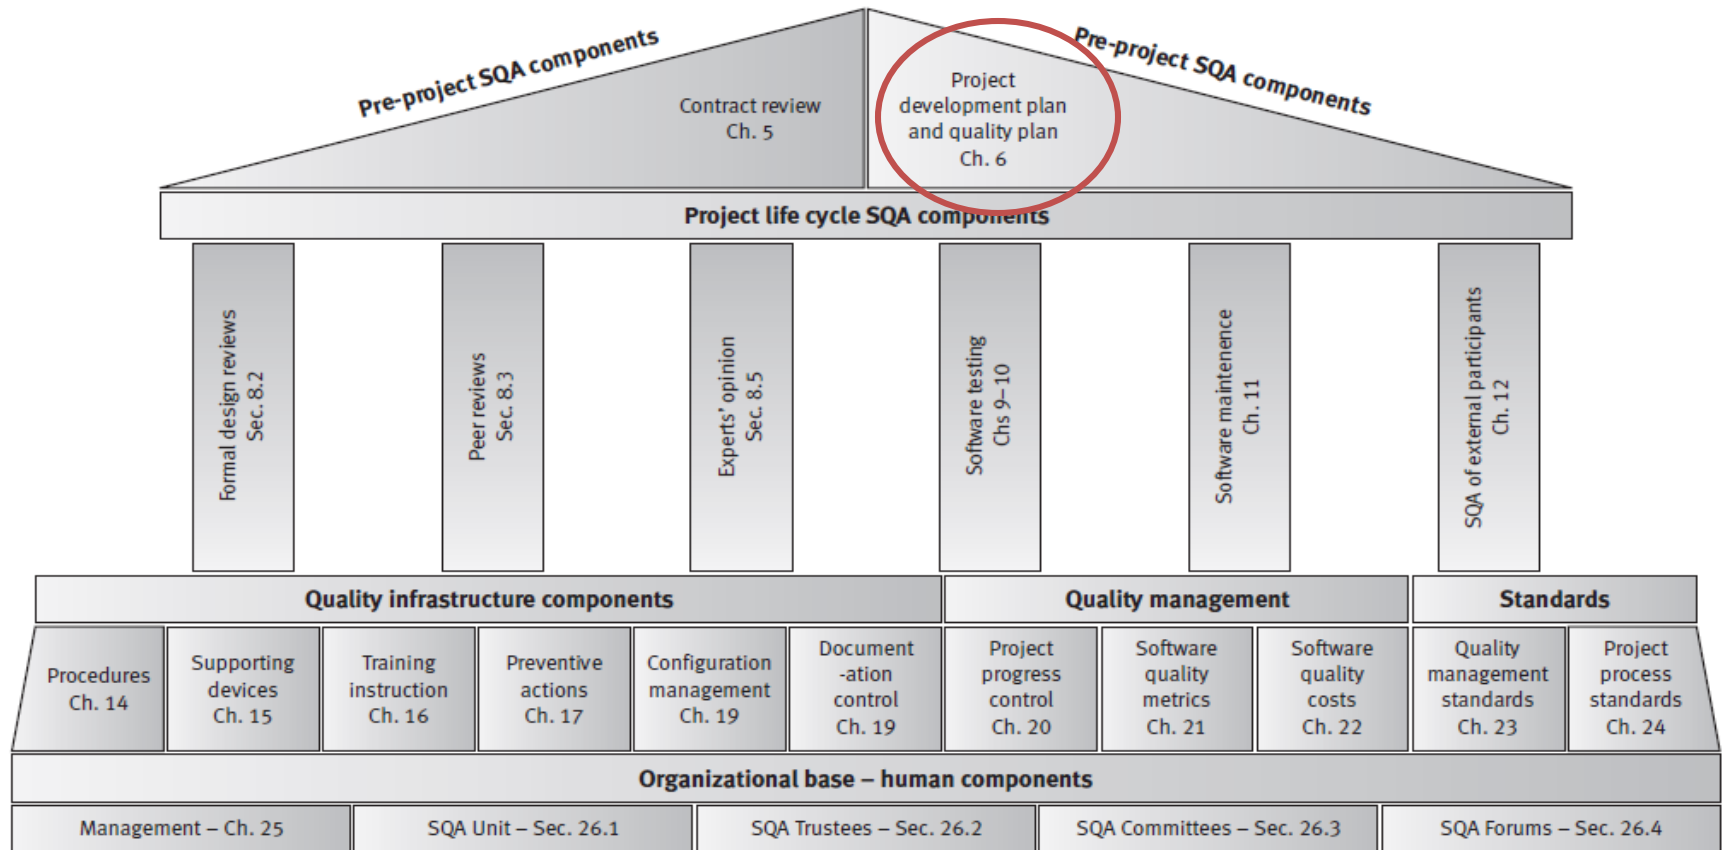 Pre-project SQA components
Pre-project SQA components
Contract review
Ch. 5
Project
development plan
and quality plan
Ch. 6
Project life cycle SQA components
Formal design reviews
Sec. 8.2
Peer reviews
Sec. 8.3
Experts’ opinion
Sec. 8.5
Software testing
Chs 9–10
Software maintenence
Ch. 11
SQA of external participants
Ch. 12
Quality infrastructure components
Quality management
Standards
Procedures
Ch. 14
Supporting
devices
Ch. 15
Training
instruction
Ch. 16
Preventive
actions
Ch. 17
Configuration
management
Ch. 19
Document
-ation
control
Ch. 19
Project
progress
control
Ch. 20
Software
quality
metrics
Ch. 21
Software
quality
costs
Ch. 22
Quality
management
standards
Ch. 23
Project
process
standards
Ch. 24
Organizational base – human components
Management – Ch. 25
SQA Unit – Sec. 26.1
SQA Trustees – Sec. 26.2
SQA Committees – Sec. 26.3
SQA Forums – Sec. 26.4